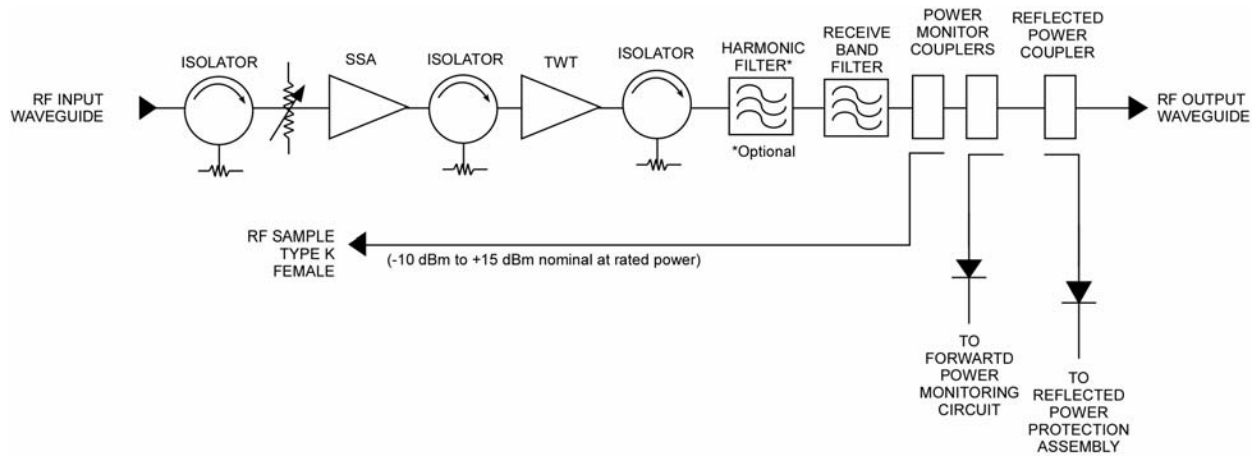 RF INPUT
WAVEGUIDE
ISOLATOR
SSA
ISOLATOR
TWT
ISOLATOR
HARMONIC
FILTER*
*Optional
RECEIVE
BAND
FILTER
POWER
MONITOR
COUPLERS
REFLECTED
POWER
COUPLER
RF OUTPUT
WAVEGUIDE
RF SAMPLE
TYPE K
FEMALE
(-10 dBm to +15 dBm nominal at rated power)
TO
FORWARTD
POWER
MONITORING
CIRCUIT
TO
REFLECTED
POWER
PROTECTION
ASSEMBLY